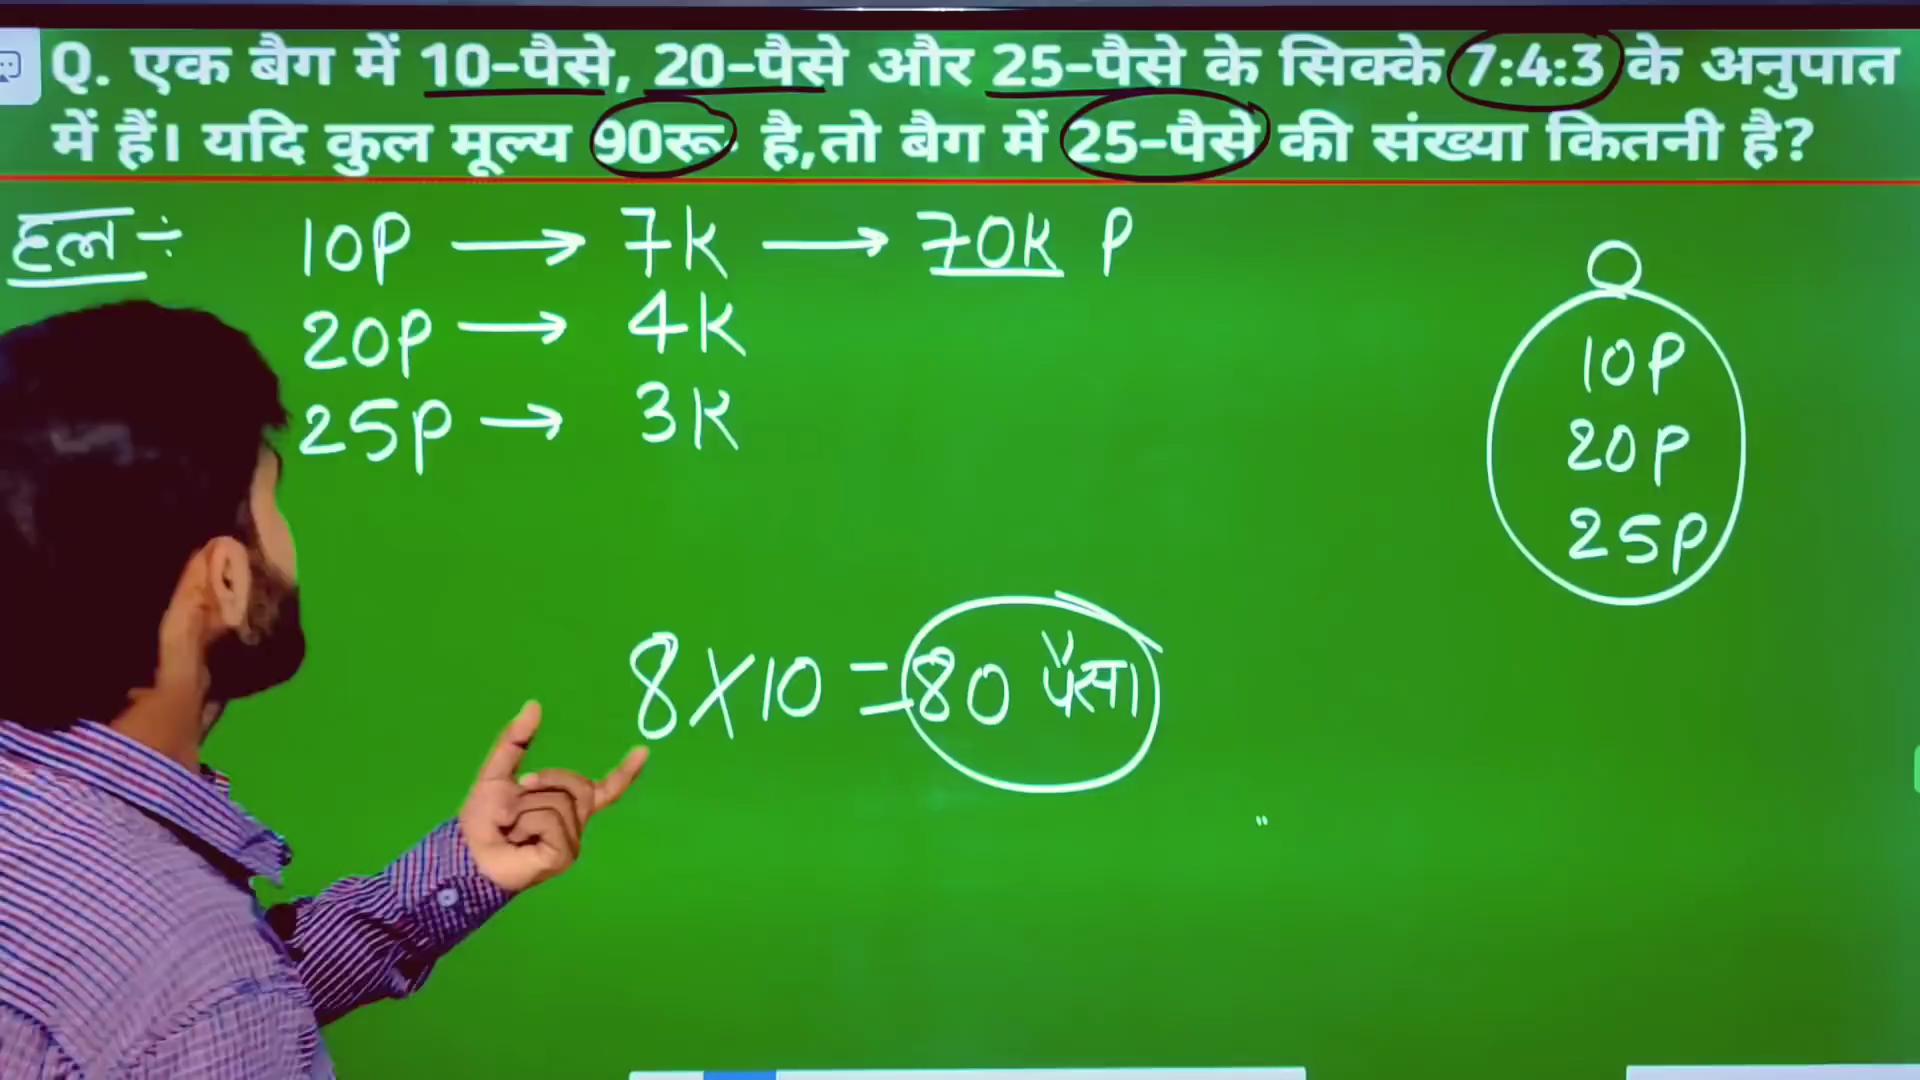 Q. एक बैग में 10-पैसे, 20-पैसे और 25-पैसे के सिक्के 7:4:3 के अनुपात
में हैं। यदि कुल मूल्य 90रू है,तो बैग में 25-पैसे की संख्या कितनी है?
हल ÷ 10P → 7K → 70K P
20P → 4K
25P → 3K
10P
20P
25P
8×10 = 80 पैसा